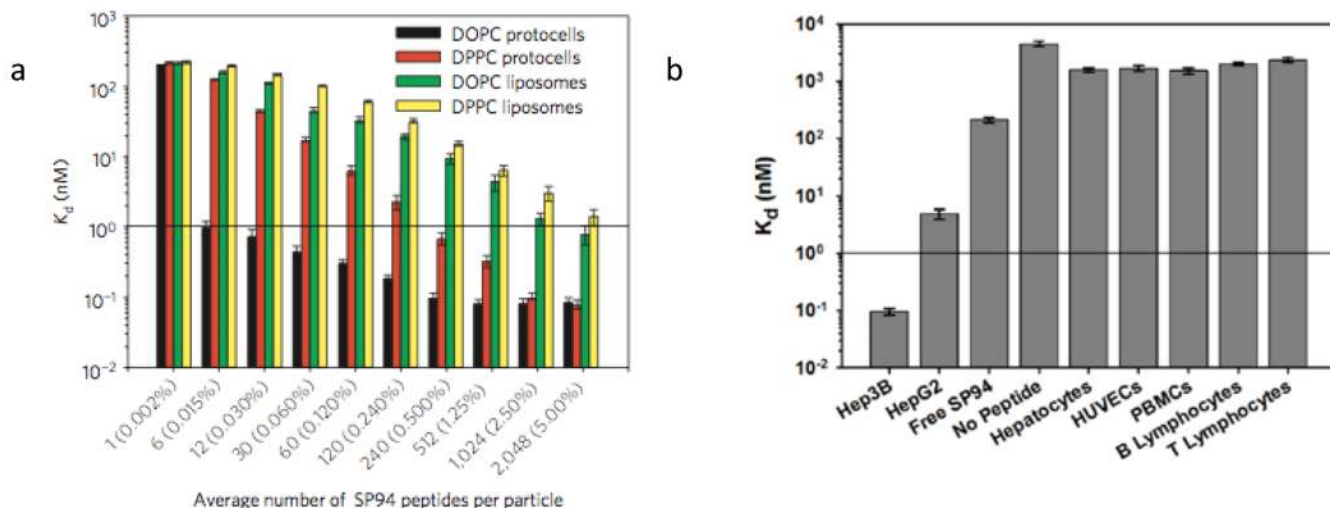 a
10³
10²
10¹
10⁰
10⁻¹
10⁻²
K_d (nM)
DOPC protocells
DPPC protocells
DOPC liposomes
DPPC liposomes
1 (0.002%)
6 (0.015%)
12 (0.030%)
30 (0.060%)
60 (0.120%)
120 (0.240%)
240 (0.500%)
512 (1.25%)
1,024 (2.50%)
2,048 (5.00%)
Average number of SP94 peptides per particle
b
10⁴
10³
10²
10¹
10⁰
10⁻¹
10⁻²
K_d (nM)
Hep3B
HepG2
Free SP94
No Peptide
Hepatocytes
HUVECs
PBMCs
B Lymphocytes
T Lymphocytes